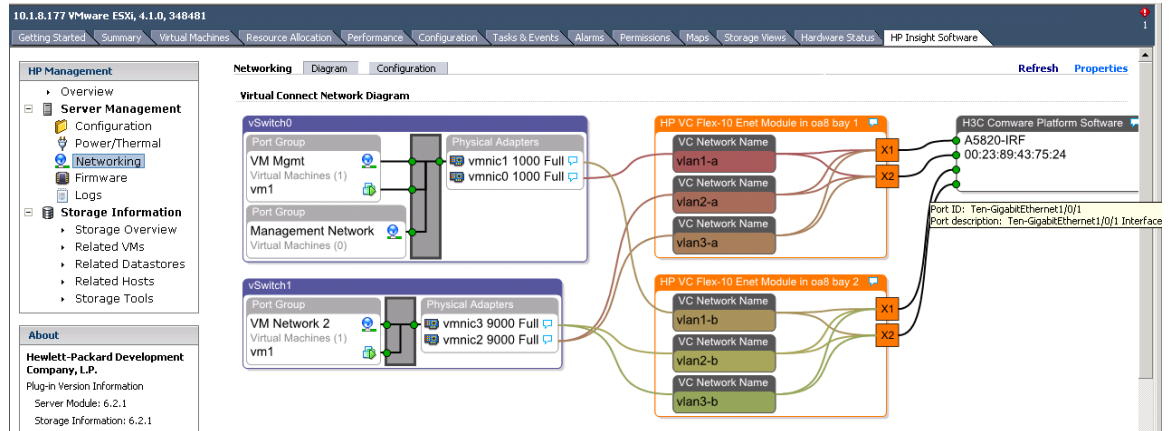 10.1.8.177 VMware ESXi, 4.1.0, 348481
1
Getting Started Summary Virtual Machines Resource Allocation Performance Configuration Tasks & Events Alarms Permissions Maps Storage Views Hardware Status HP Insight Software
HP Management
Overview
Server Management
Configuration
Power/Thermal
Networking
Firmware
Logs
Storage Information
Storage Overview
Related VMs
Related Datastores
Related Hosts
Storage Tools
About
Hewlett-Packard Development
Company, L.P.
Plug-in Version Information
Server Module: 6.2.1
Storage Information: 6.2.1
Networking Diagram Configuration Refresh Properties
Virtual Connect Network Diagram
vSwitch0
Port Group
VM Mgmt
Virtual Machines (1)
vm1
Port Group
Management Network
Virtual Machines (0)
Physical Adapters
vmnic1 1000 Full
vmnic0 1000 Full
vSwitch1
Port Group
VM Network 2
Virtual Machines (1)
vm1
Physical Adapters
vmnic3 9000 Full
vmnic2 9000 Full
HP VC Flex-10 Enet Module in oa8 bay 1
VC Network Name
vlan1-a
VC Network Name
vlan2-a
VC Network Name
vlan3-a
X1
X2
HP VC Flex-10 Enet Module in oa8 bay 2
VC Network Name
vlan1-b
VC Network Name
vlan2-b
VC Network Name
vlan3-b
X1
X2
H3C Comware Platform Software
A5820-IRF
00:23:89:43:75:24
Port ID: Ten-GigabitEthernet1/0/1
Port description: Ten-GigabitEthernet1/0/1 Interface